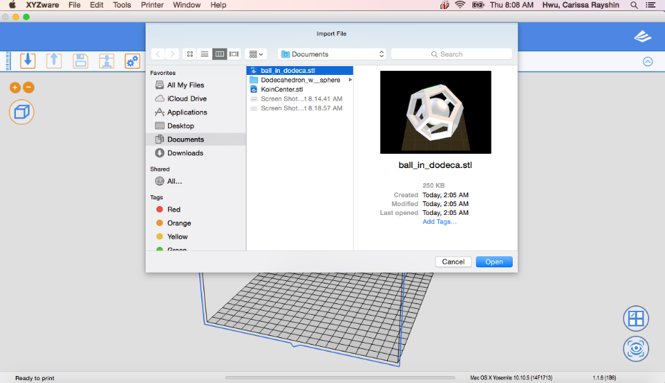 XYZware File Edit Tools Printer Window Help Thu 8:08 AM Hwu, Carissa Rayshin
Import File
Documents
Search
Favorites
All My Files
iCloud Drive
Applications
Desktop
Documents
Downloads
Shared
All...
Tags
Red
Orange
Yellow
Green
ball_in_dodeca.stl
Dodecahedron_w__sphere
KoinCenter.stl
Screen Shot...t 8.14.41 AM
Screen Shot...t 8.18.57 AM
ball_in_dodeca.stl
250 KB
Created Today, 2:05 AM
Modified Today, 2:05 AM
Last opened Today, 2:05 AM
Add Tags...
Cancel Open
Ready to print
Mac OS X Yosemite 10.10.5 (14F1713) 1.1.6 (1B6)